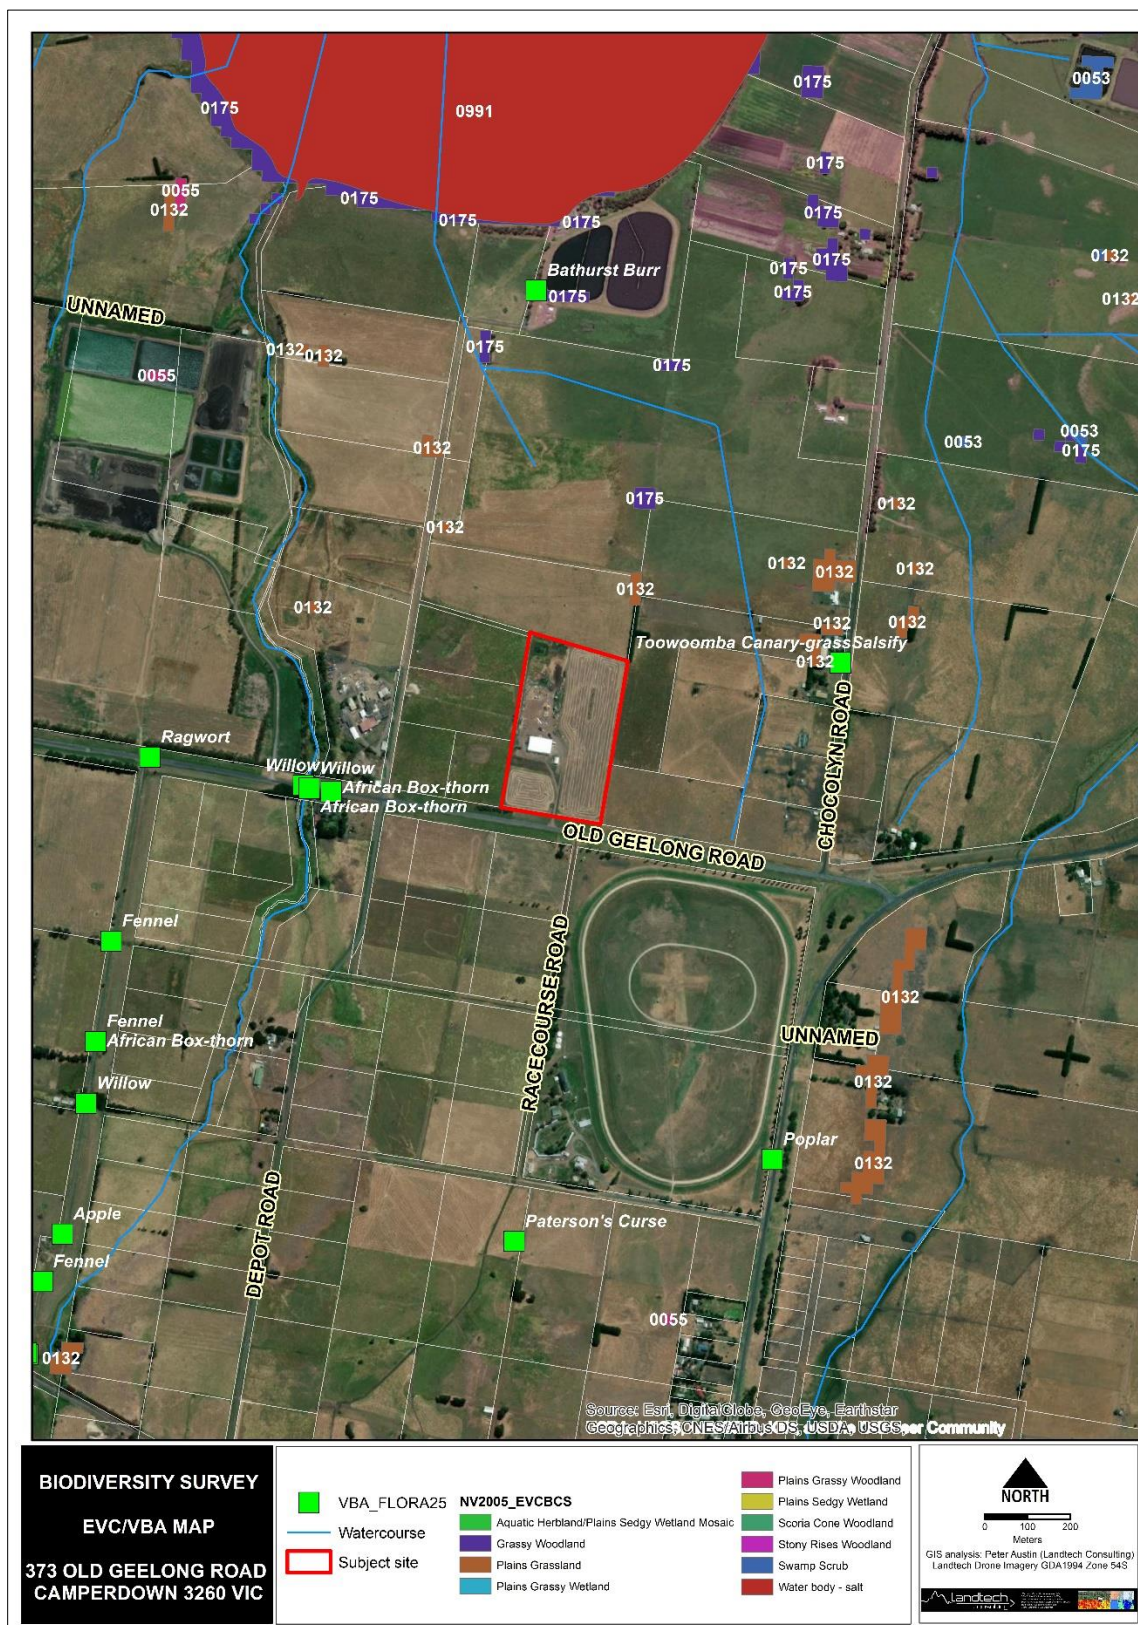 0175
0991
0175
0053
0175
0055
0132
0175
0175
0175
0175
0175
0175
0175
0132
0132
Bathurst Burr
0175
UNNAMED
0132
0132
0175
0175
0055
0132
0053
0053
0175
0175
0132
0132
0132
0132
0132
0132
0132
0132
0132
Toowoomba Canary-grass
Salsify
0132
CHOCOLYN ROAD
Ragwort
Willow
Willow
African Box-thorn
African Box-thorn
OLD GEELONG ROAD
Fennel
RACECOURSE ROAD
0132
Fennel
African Box-thorn
UNNAMED
Willow
0132
Poplar
0132
Apple
Paterson's Curse
DEPOT ROAD
Fennel
0055
0132
Source: Esri, DigitalGlobe, GeoEye, Earthstar
Geographics, CNES/Airbus DS, USDA, USGS,
er Community
BIODIVERSITY SURVEY
EVC/VBA MAP
373 OLD GEELONG ROAD
CAMPERDOWN 3260 VIC
VBA_FLORA25
Watercourse
Subject site
NV2005_EVCBCS
Aquatic Herbland/Plains Sedgy Wetland Mosaic
Grassy Woodland
Plains Grassland
Plains Grassy Wetland
Plains Grassy Woodland
Plains Sedgy Wetland
Scoria Cone Woodland
Stony Rises Woodland
Swamp Scrub
Water body - salt
NORTH
0 100 200
Meters
GIS analysis: Peter Austin (Landtech Consulting)
Landtech Drone Imagery GDA1994 Zone 54S
landtech